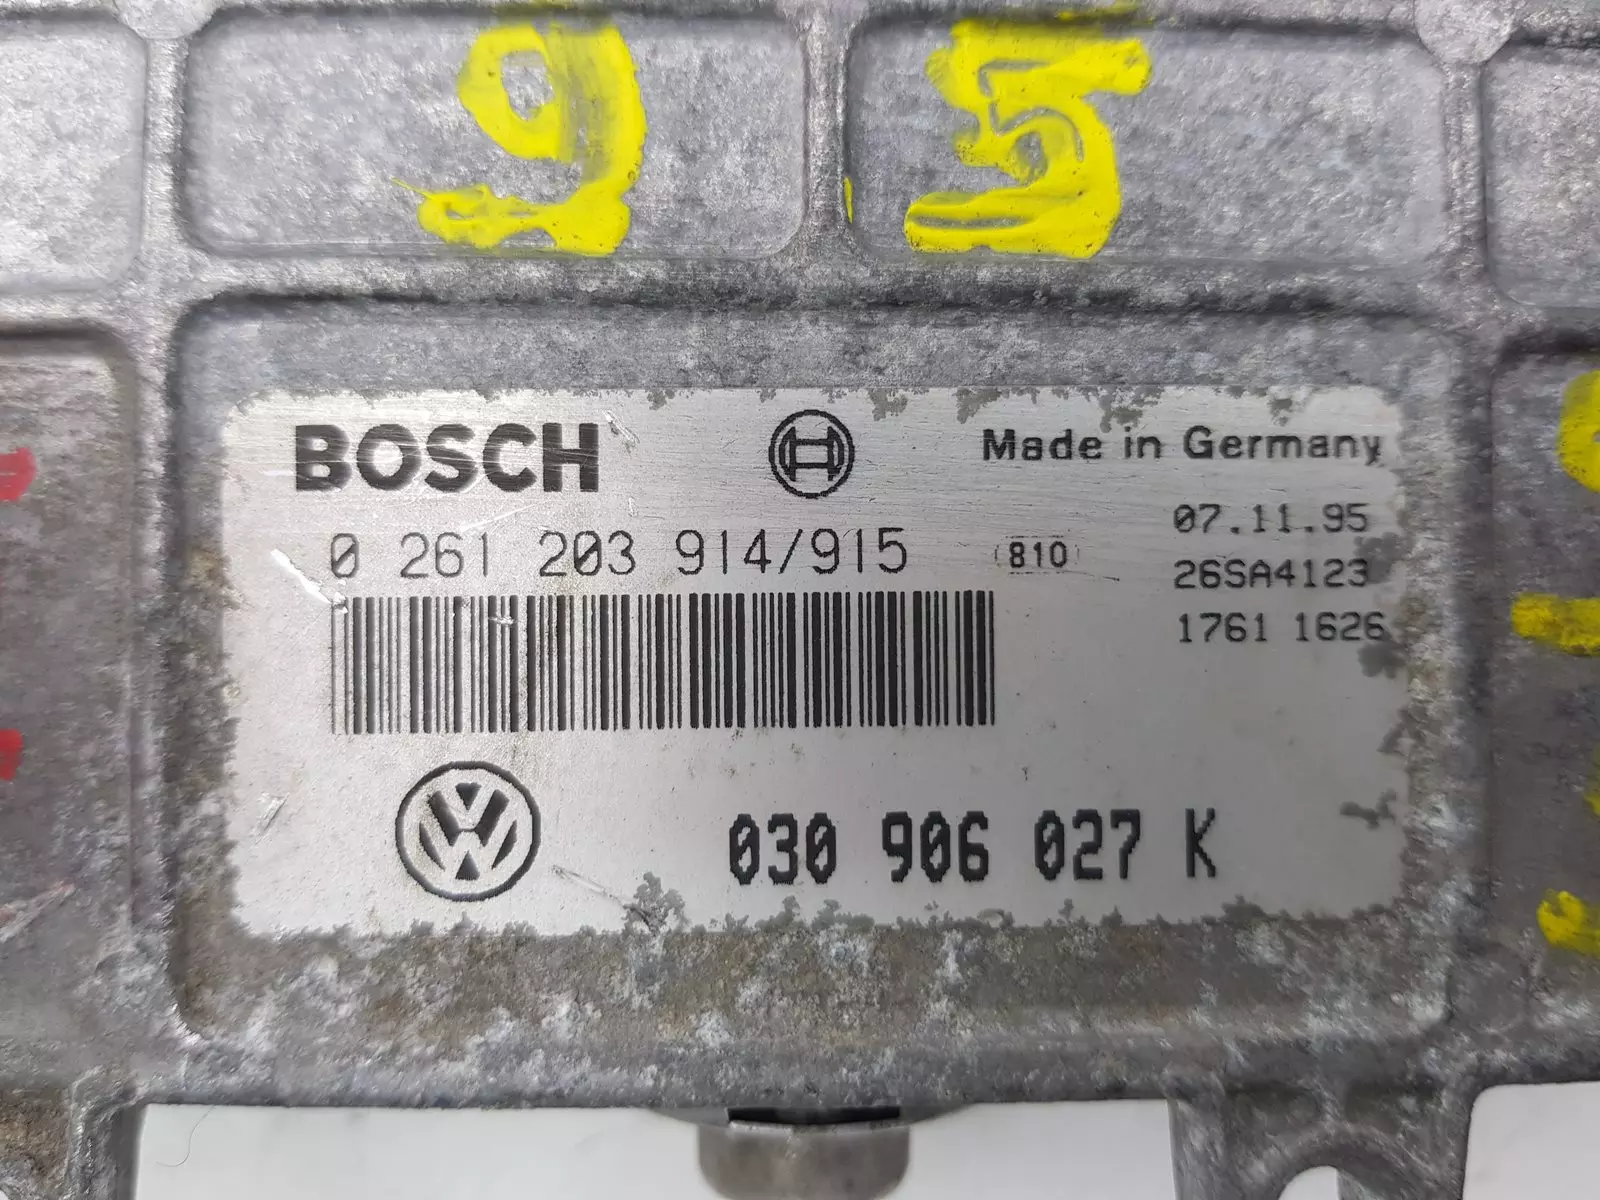 95
BOSCH
Made in Germany
0 261 203 914/915
(810)
07.11.95
26SA4123
1761 1626
030 906 027 K